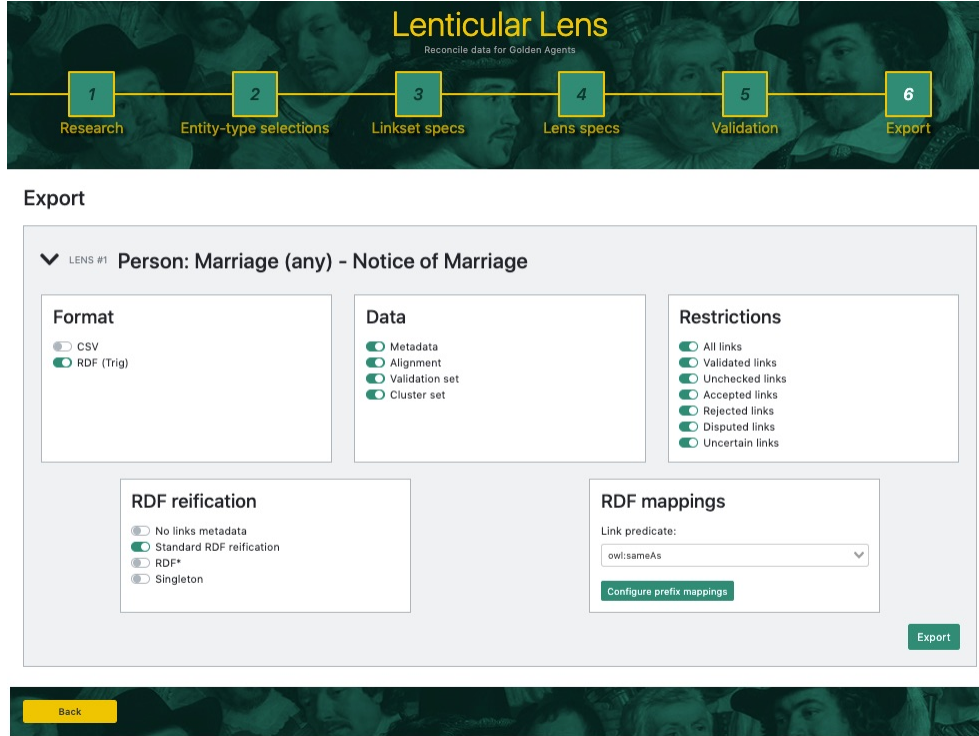 Lenticular Lens
Reconcile data for Golden Agents
1 2 3 4 5 6
Research Entity-type selections Linkset specs Lens specs Validation Export
Export
LENS #1 Person: Marriage (any) - Notice of Marriage
Format
CSV
RDF (Trig)
Data
Metadata
Alignment
Validation set
Cluster set
Restrictions
All links
Validated links
Unchecked links
Accepted links
Rejected links
Disputed links
Uncertain links
RDF reification
No links metadata
Standard RDF reification
RDF*
Singleton
RDF mappings
Link predicate:
owl:sameAs
Configure prefix mappings
Export
Back